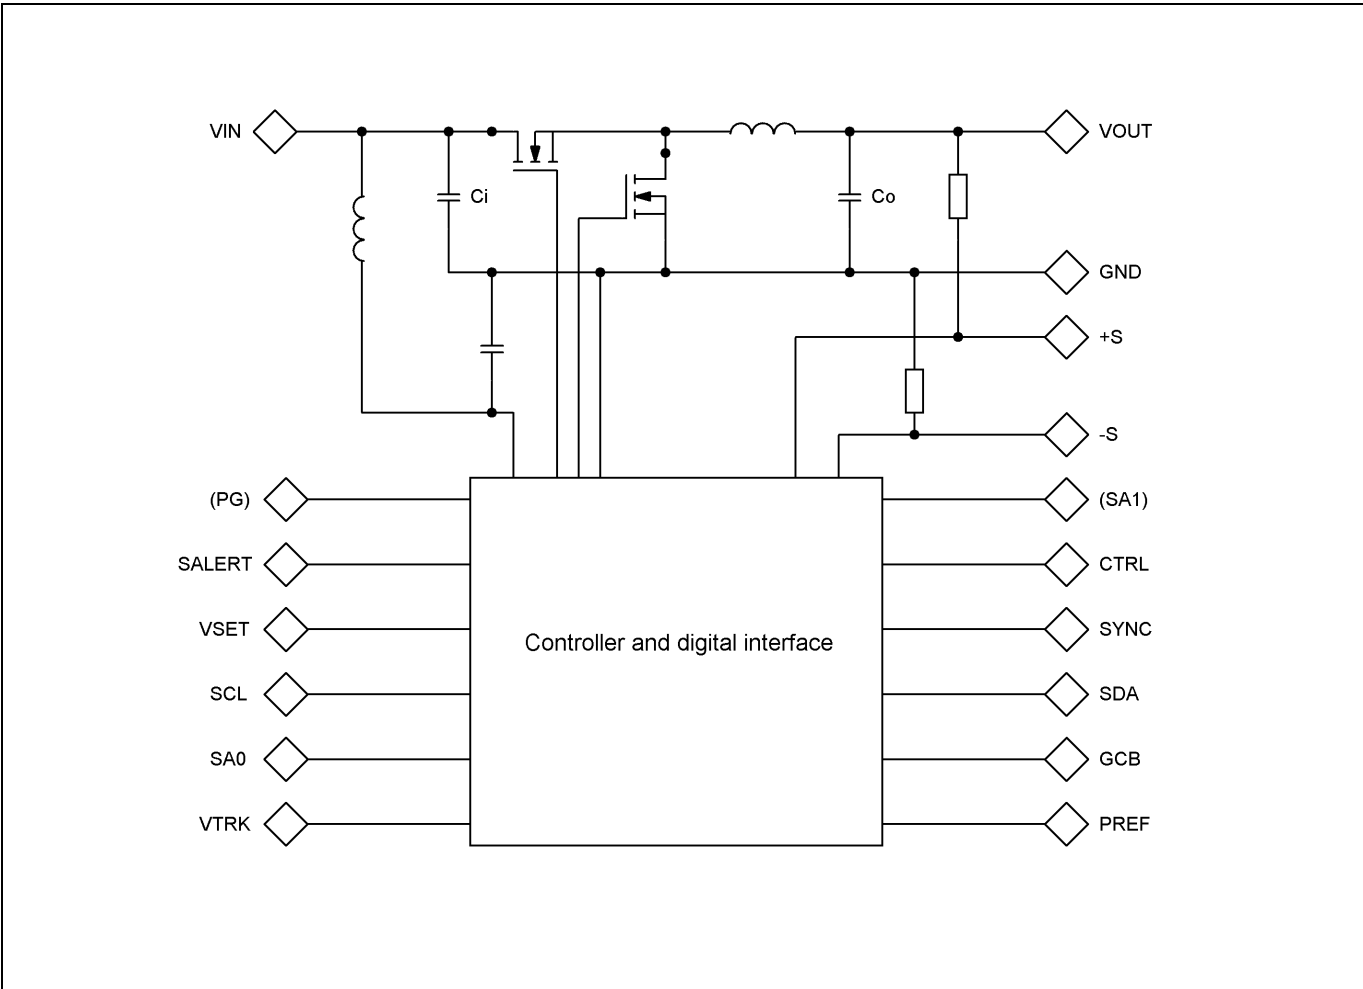 VIN
VOUT
Ci
Co
GND
+S
-S
(PG)
(SA1)
SALERT
CTRL
VSET
SYNC
Controller and digital interface
SCL
SDA
SA0
GCB
VTRK
PREF